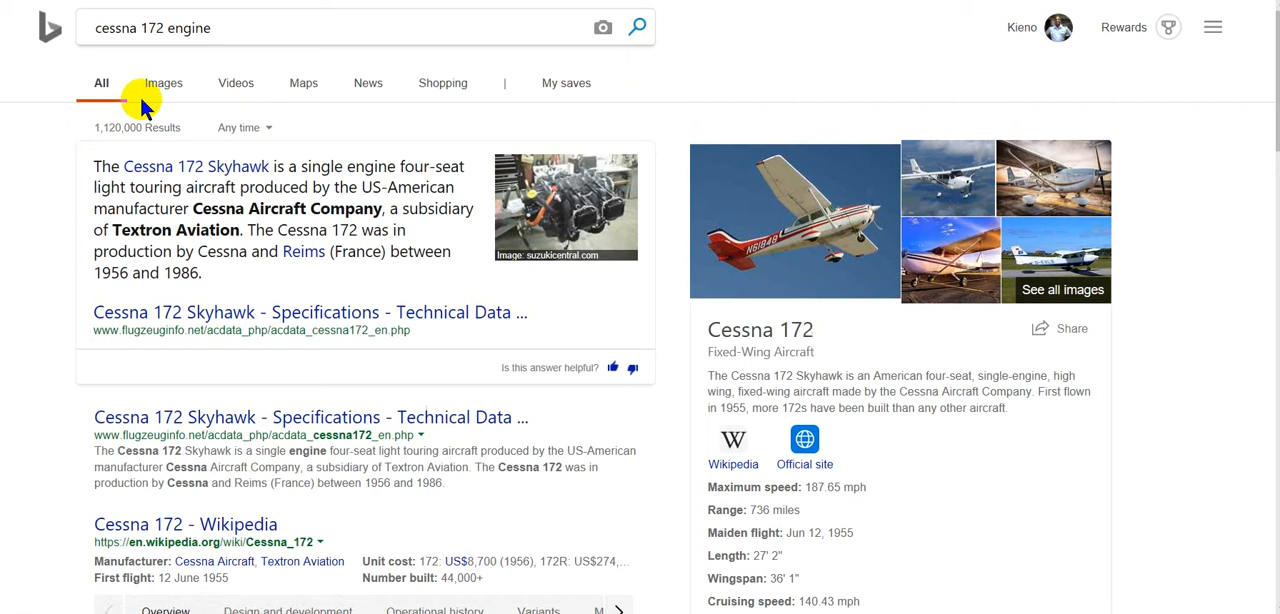 cessna 172 engine
Kieno
Rewards
All
Images
Videos
Maps
News
Shopping
|
My saves
1,120,000 Results
Any time
The Cessna 172 Skyhawk is a single engine four-seat
light touring aircraft produced by the US-American
manufacturer Cessna Aircraft Company, a subsidiary
of Textron Aviation. The Cessna 172 was in
production by Cessna and Reims (France) between
1956 and 1986.
Image: suzukicentral.com
Cessna 172 Skyhawk - Specifications - Technical Data ...
www.flugzeuginfo.net/acdata_php/acdata_cessna172_en.php
Is this answer helpful?
Cessna 172 Skyhawk - Specifications - Technical Data ...
www.flugzeuginfo.net/acdata_php/acdata_cessna172_en.php
The Cessna 172 Skyhawk is a single engine four-seat light touring aircraft produced by the US-American
manufacturer Cessna Aircraft Company, a subsidiary of Textron Aviation. The Cessna 172 was in
production by Cessna and Reims (France) between 1956 and 1986.
Cessna 172 - Wikipedia
https://en.wikipedia.org/wiki/Cessna_172
Manufacturer: Cessna Aircraft, Textron Aviation
Unit cost: 172: US$8,700 (1956), 172R: US$274,...
First flight: 12 June 1955
Number built: 44,000+
Overview
Design and development
Operational history
Variants
M
N61848
See all images
Cessna 172
Share
Fixed-Wing Aircraft
The Cessna 172 Skyhawk is an American four-seat, single-engine, high
wing, fixed-wing aircraft made by the Cessna Aircraft Company. First flown
in 1955, more 172s have been built than any other aircraft.
W
Wikipedia
Official site
Maximum speed: 187.65 mph
Range: 736 miles
Maiden flight: Jun 12, 1955
Length: 27' 2"
Wingspan: 36' 1"
Cruising speed: 140.43 mph